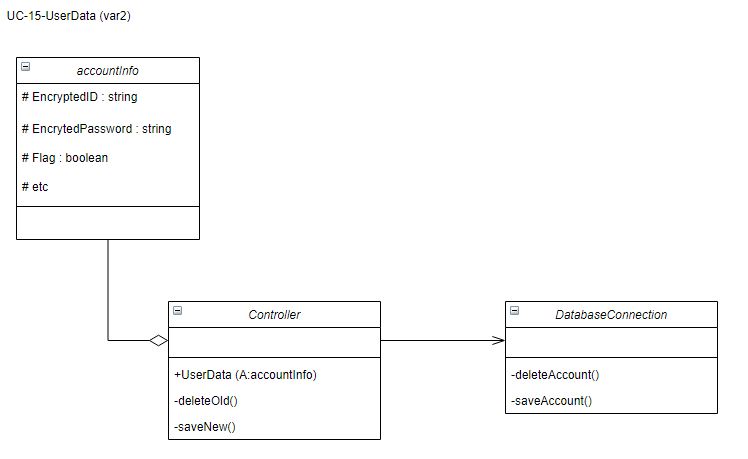 UC-15-UserData (var2)
accountInfo
# EncryptedID : string
# EncrytedPassword : string
# Flag : boolean
# etc
Controller
+UserData (A:accountInfo)
-deleteOld()
-saveNew()
DatabaseConnection
-deleteAccount()
-saveAccount()